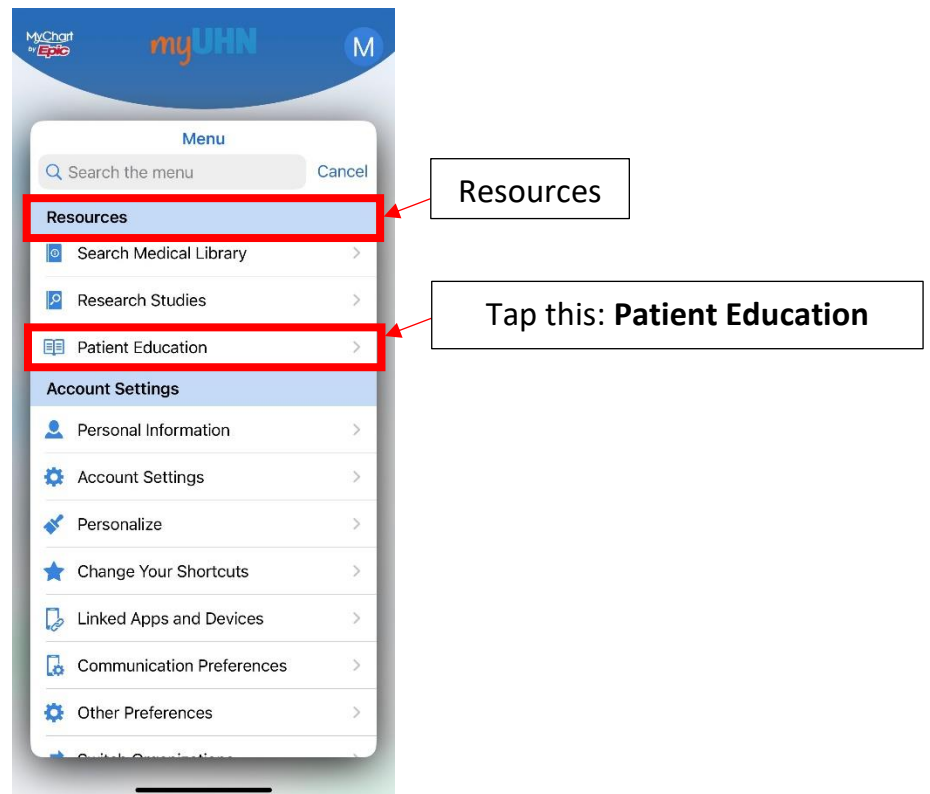 MyChart
by Epic
myUHN
M
Menu
Search the menu
Cancel
Resources
Search Medical Library
Research Studies
Patient Education
Account Settings
Personal Information
Account Settings
Personalize
Change Your Shortcuts
Linked Apps and Devices
Communication Preferences
Other Preferences
Switch Organizations
Resources
Tap this: Patient Education